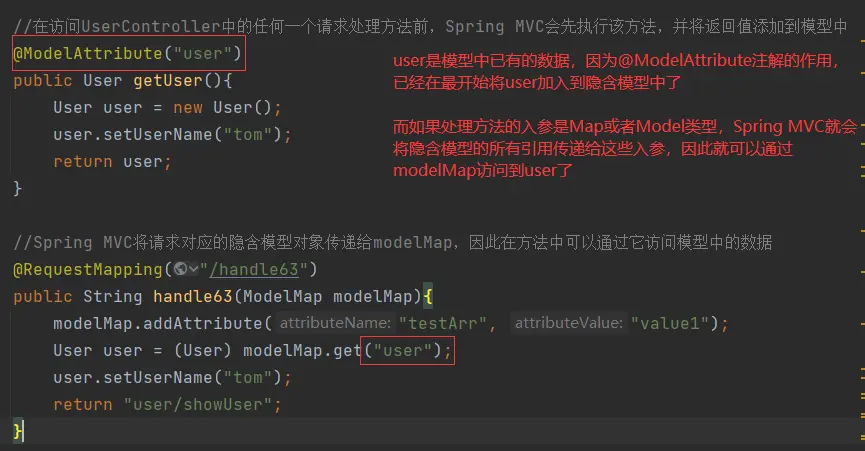 //在访问UserController中的任何一个请求处理方法前，Spring MVC会先执行该方法，并将返回值添加到模型中
@ModelAttribute("user")
public User getUser(){
User user = new User();
user.setUserName("tom");
return user;
}
user是模型中已有的数据，因为@ModelAttribute注解的作用，
已经在最开始将user加入到隐含模型中了
而如果处理方法的入参是Map或者Model类型，Spring MVC就会
将隐含模型的所有引用传递给这些入参，因此就可以通过
modelMap访问到user了
//Spring MVC将请求对应的隐含模型对象传递给modelMap，因此在方法中可以通过它访问模型中的数据
@RequestMapping("/handle63")
public String handle63(ModelMap modelMap){
modelMap.addAttribute( attributeName: "testArr", attributeValue: "value1");
User user = (User) modelMap.get("user");
user.setUserName("tom");
return "user/showUser";
}